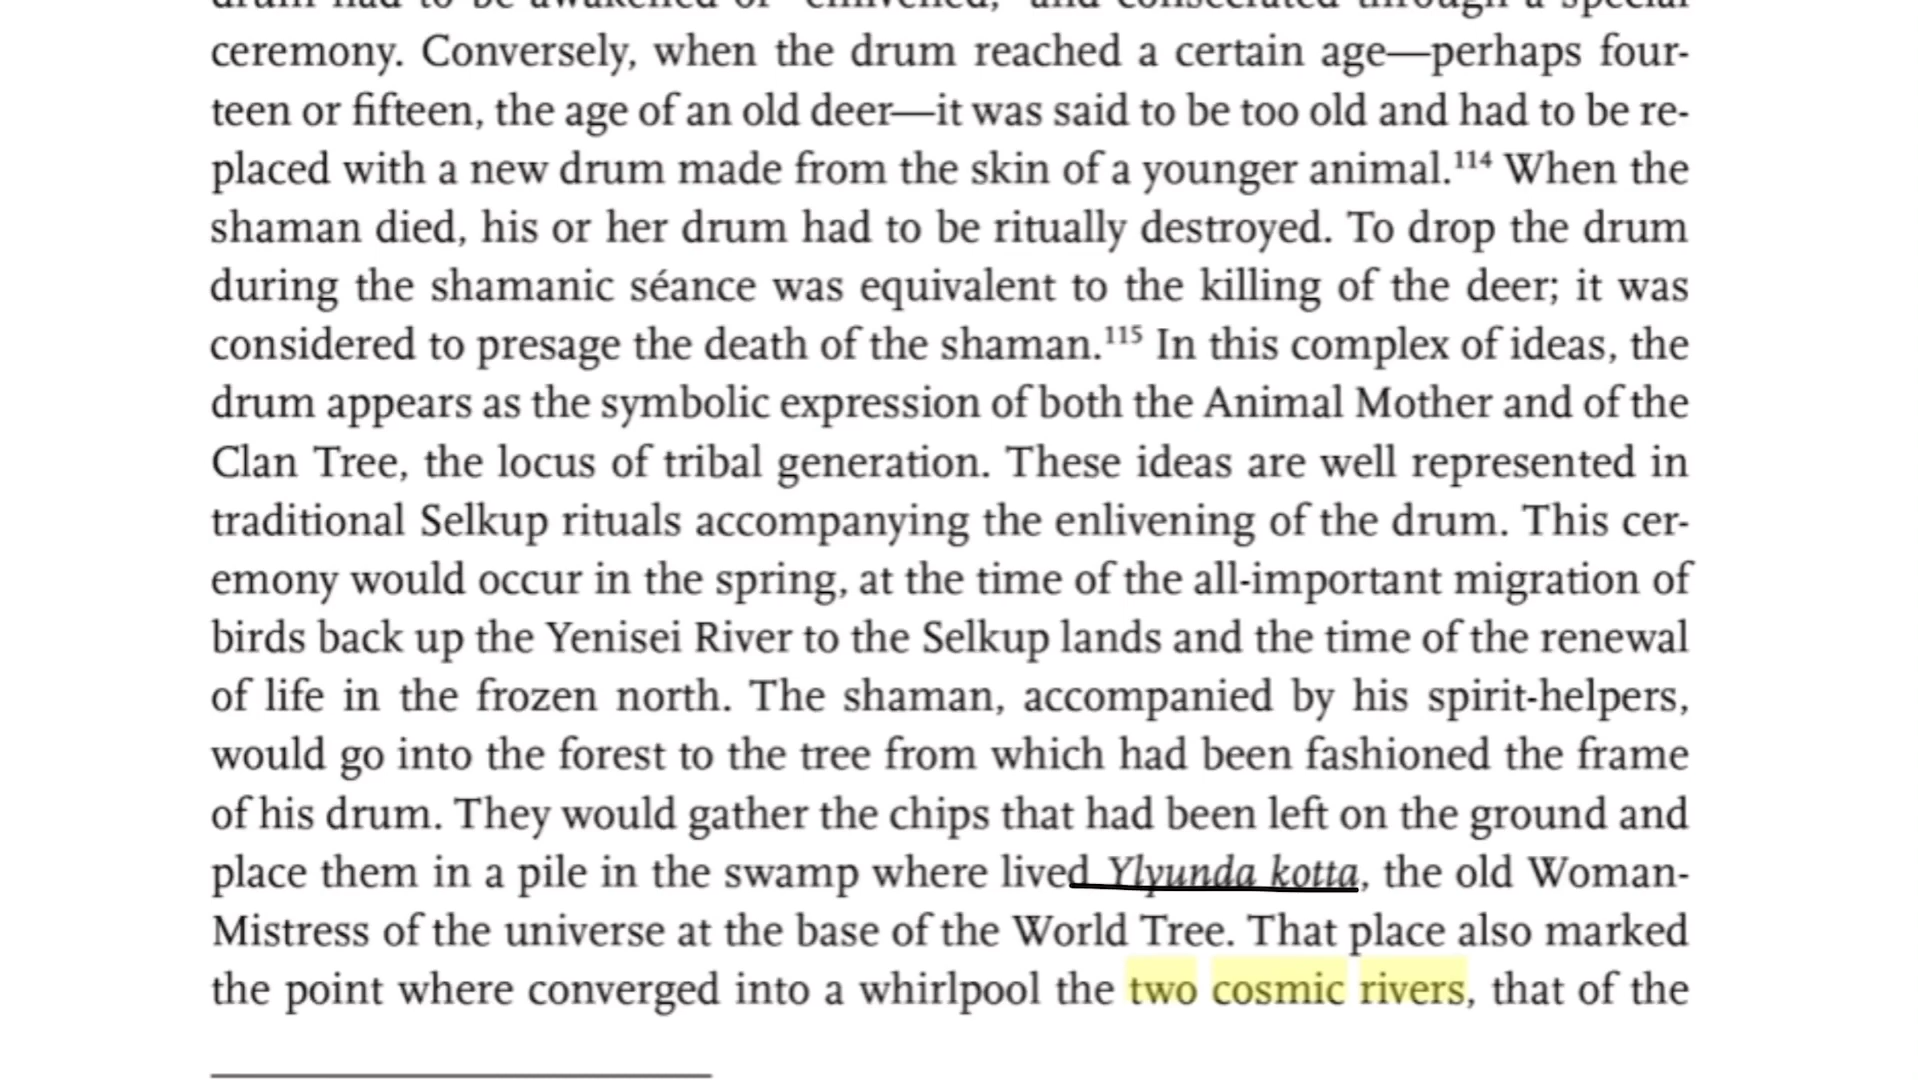 drum had to be awakened or "enlivened," and consecrated through a special
ceremony. Conversely, when the drum reached a certain age—perhaps four-
teen or fifteen, the age of an old deer—it was said to be too old and had to be re-
placed with a new drum made from the skin of a younger animal.¹¹⁴ When the
shaman died, his or her drum had to be ritually destroyed. To drop the drum
during the shamanic séance was equivalent to the killing of the deer; it was
considered to presage the death of the shaman.¹¹⁵ In this complex of ideas, the
drum appears as the symbolic expression of both the Animal Mother and of the
Clan Tree, the locus of tribal generation. These ideas are well represented in
traditional Selkup rituals accompanying the enlivening of the drum. This cer-
emony would occur in the spring, at the time of the all-important migration of
birds back up the Yenisei River to the Selkup lands and the time of the renewal
of life in the frozen north. The shaman, accompanied by his spirit-helpers,
would go into the forest to the tree from which had been fashioned the frame
of his drum. They would gather the chips that had been left on the ground and
place them in a pile in the swamp where lived Ylyunda kotta, the old Woman-
Mistress of the universe at the base of the World Tree. That place also marked
the point where converged into a whirlpool the two cosmic rivers, that of the